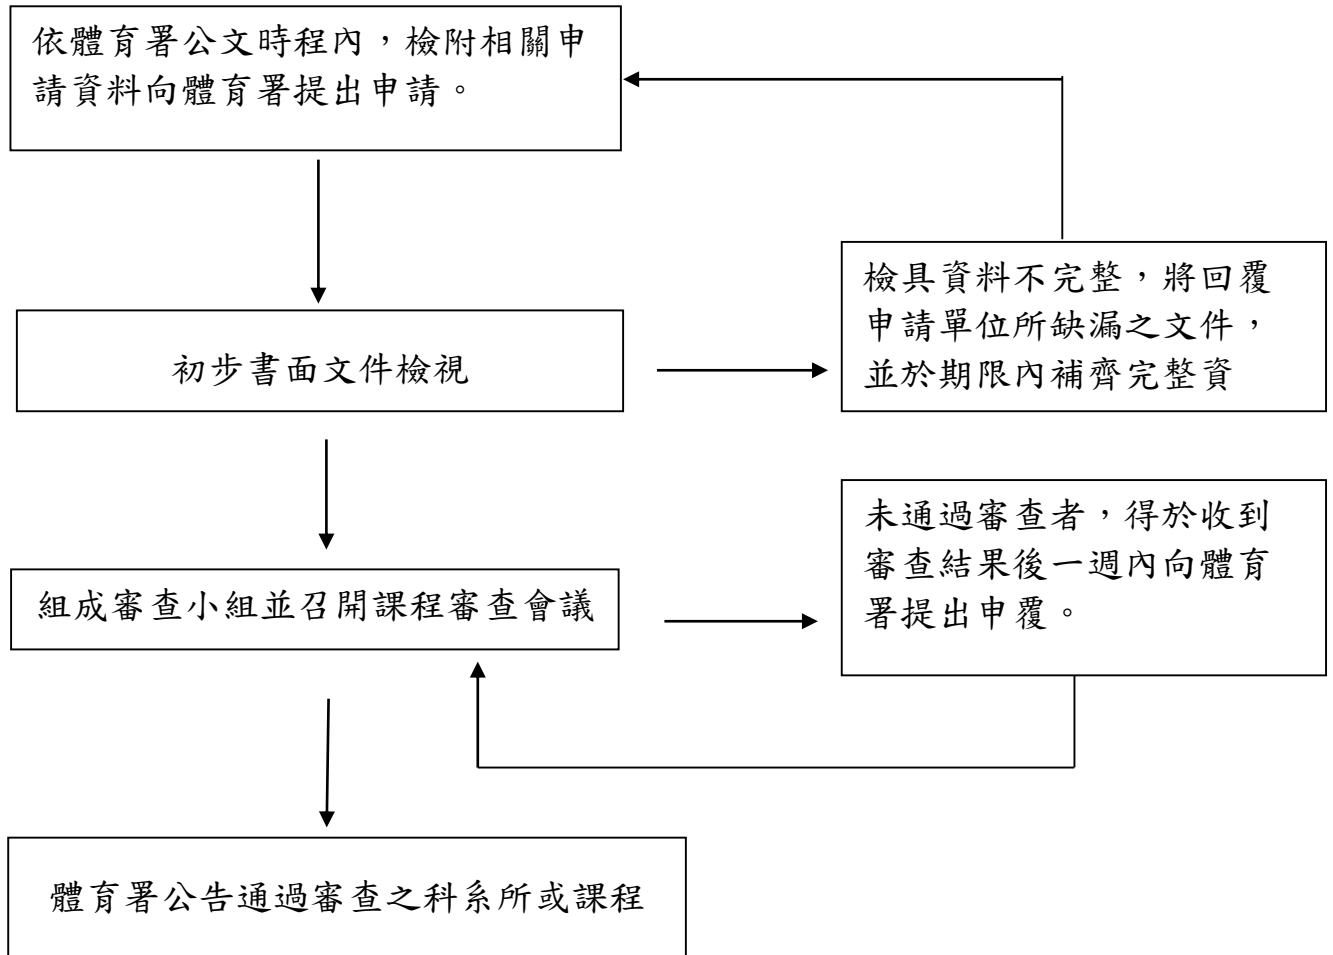 依體育署公文時程內，檢附相關申
請資料向體育署提出申請。
檢具資料不完整，將回覆
申請單位所缺漏之文件，
並於期限內補齊完整資
初步書面文件檢視
未通過審查者，得於收到
審查結果後一週內向體育
署提出申覆。
組成審查小組並召開課程審查會議
體育署公告通過審查之科系所或課程